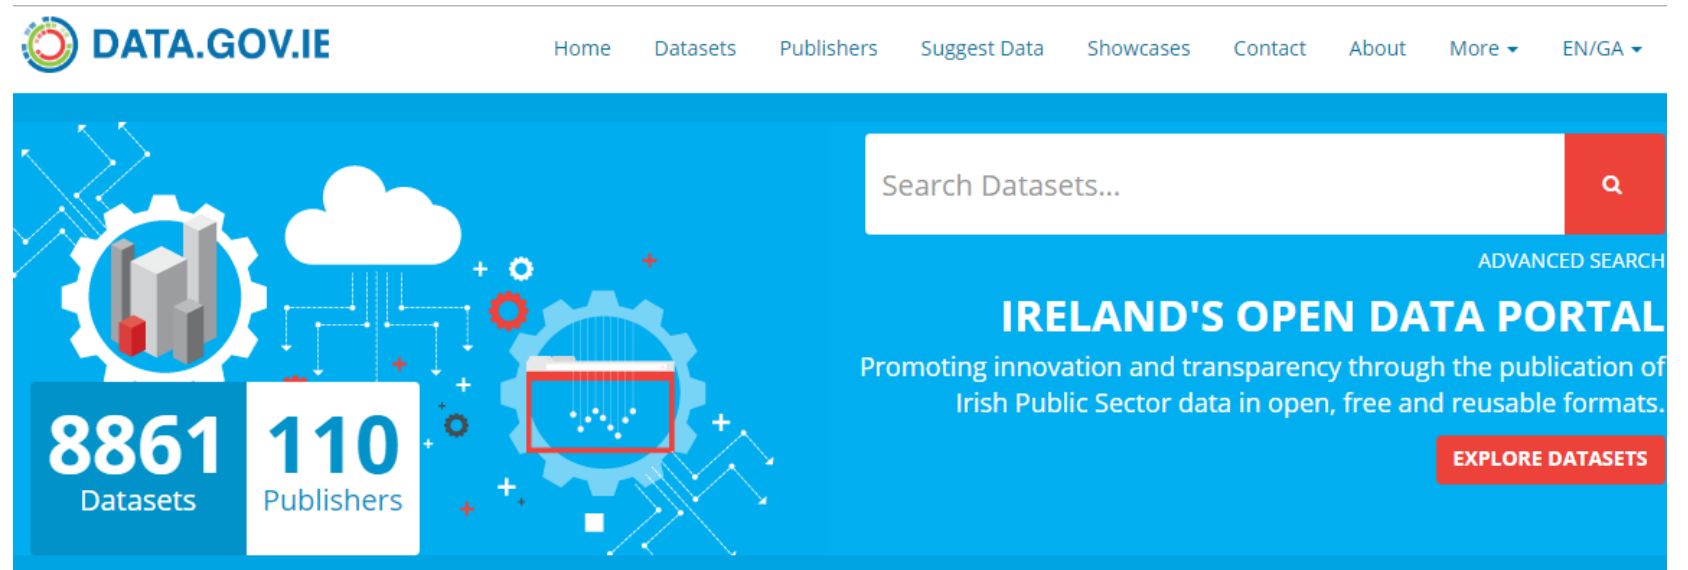 DATA.GOV.IE
Home Datasets Publishers Suggest Data Showcases Contact About More EN/GA
Search Datasets...
ADVANCED SEARCH
IRELAND'S OPEN DATA PORTAL
Promoting innovation and transparency through the publication of
Irish Public Sector data in open, free and reusable formats.
EXPLORE DATASETS
8861 110
Datasets Publishers